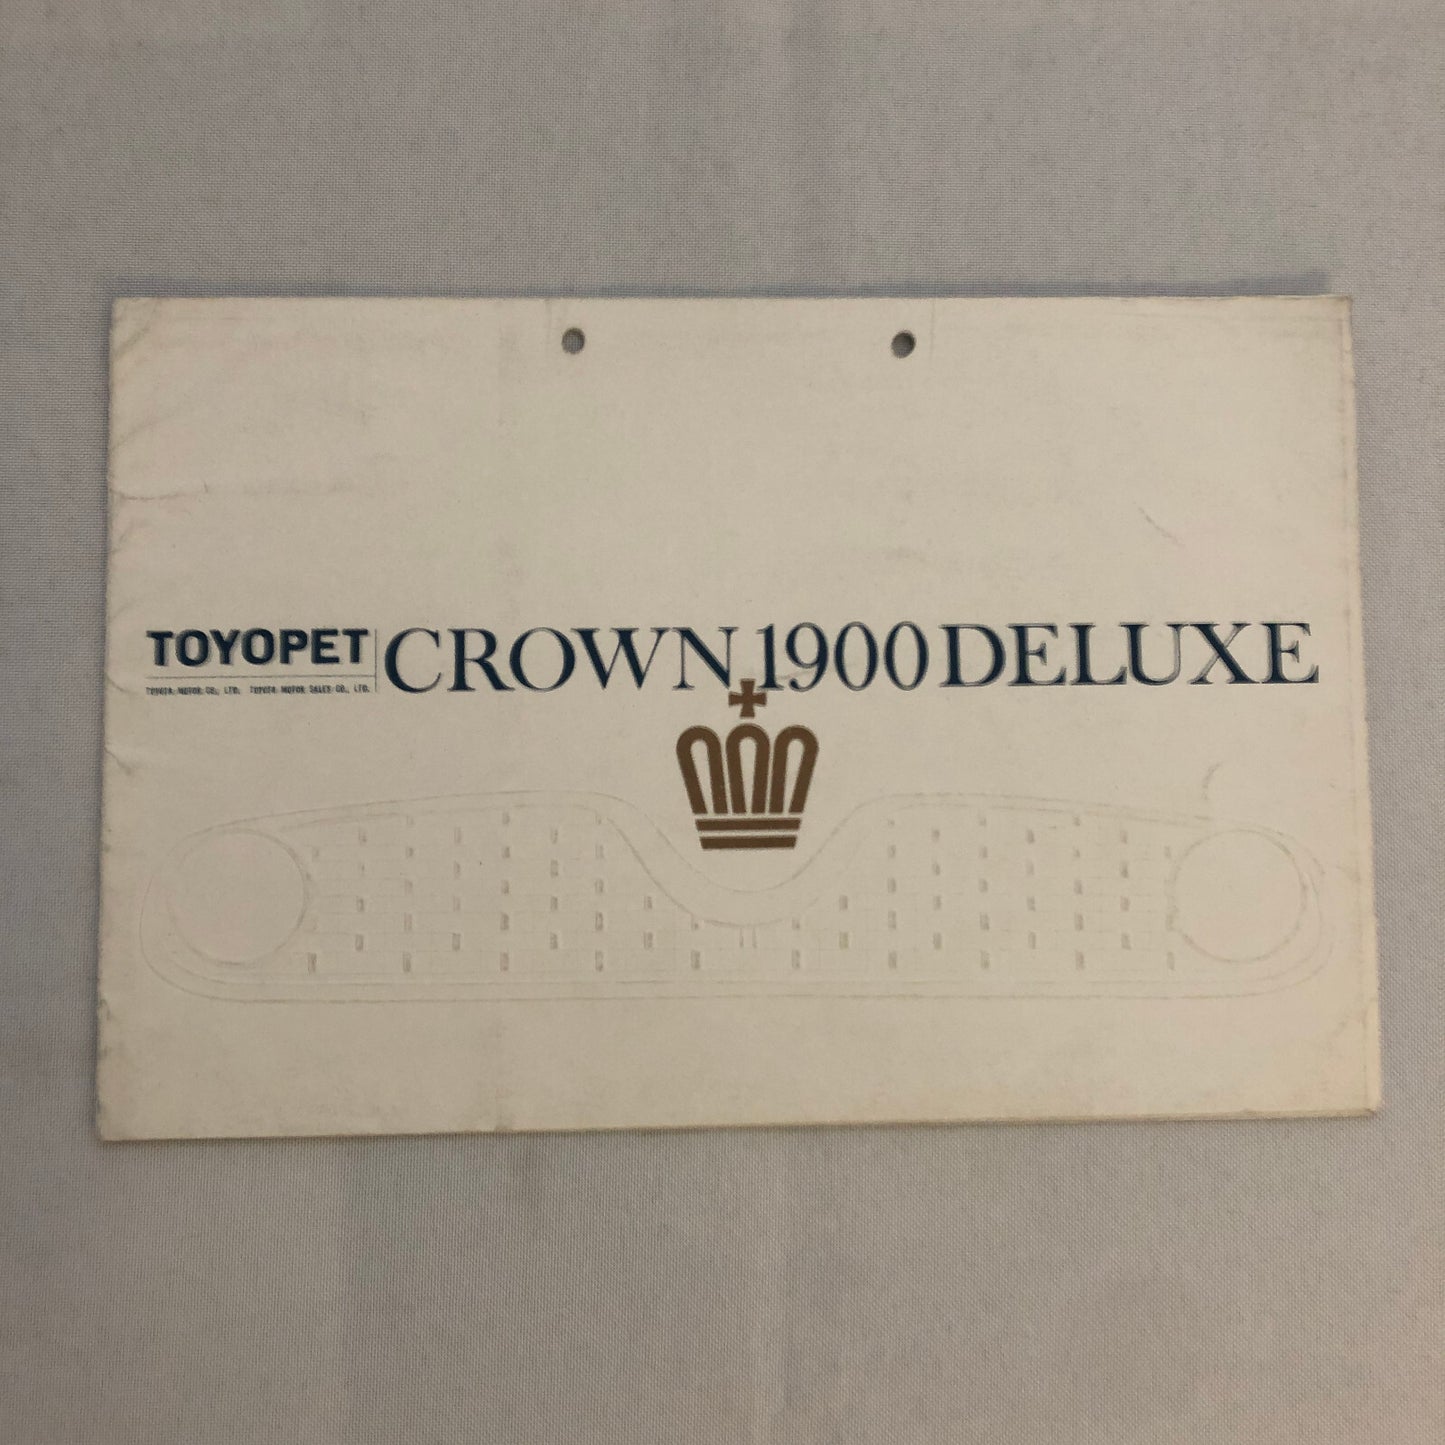 TOYOPET CROWN 1900 DELUXE
TOYOTA MOTOR CO., LTD. TOYOTA MOTOR SALES CO., LTD.